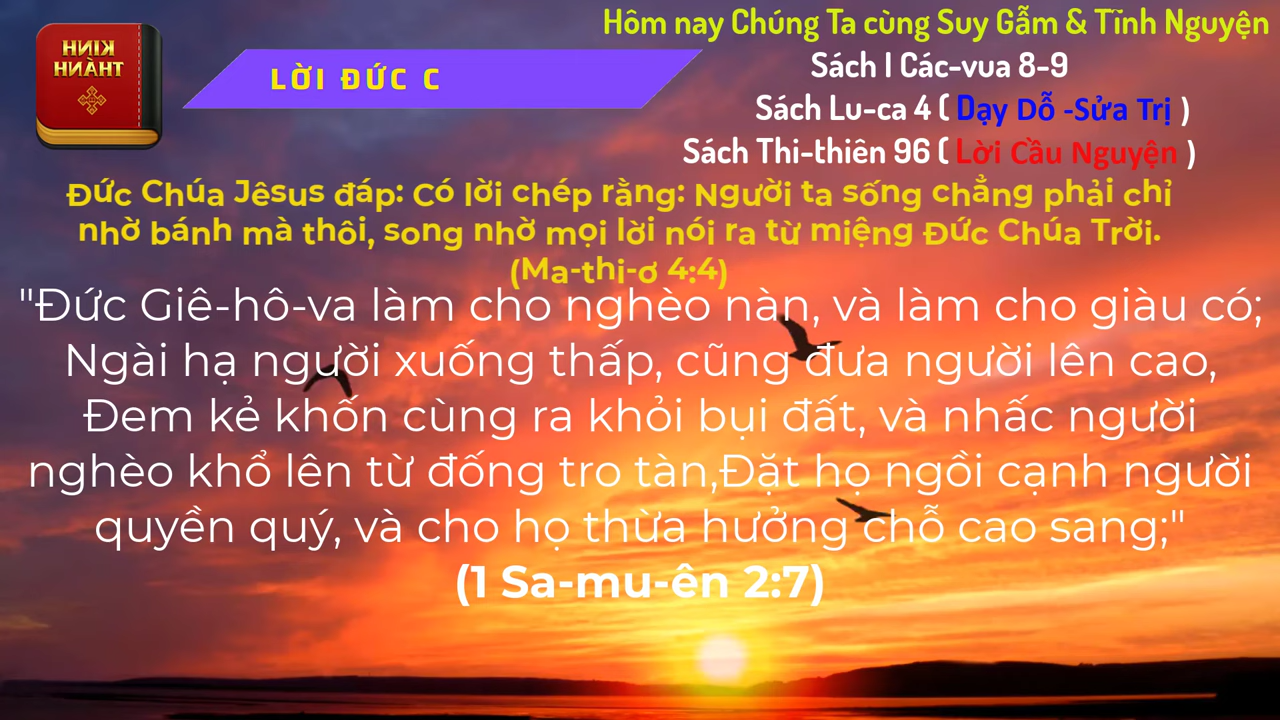 KINH
THÁNH
LỜI ĐỨC C
Hôm nay Chúng Ta cùng Suy Gẫm & Tĩnh Nguyện
Sách I Các-vua 8-9
Sách Lu-ca 4 ( Dạy Dỗ -Sửa Trị )
Sách Thi-thiên 96 ( Lời Cầu Nguyện )
Đức Chúa Jêsus đáp: Có lời chép rằng: Người ta sống chẳng phải chỉ
nhờ bánh mà thôi, song nhờ mọi lời nói ra từ miệng Đức Chúa Trời.
(Ma-thi-ơ 4:4)
"Đức Giê-hô-va làm cho nghèo nàn, và làm cho giàu có;
Ngài hạ người xuống thấp, cũng đưa người lên cao,
Đem kẻ khốn cùng ra khỏi bụi đất, và nhấc người
nghèo khổ lên từ đống tro tàn,Đặt họ ngồi cạnh người
quyền quý, và cho họ thừa hưởng chỗ cao sang;"
(1 Sa-mu-ên 2:7)